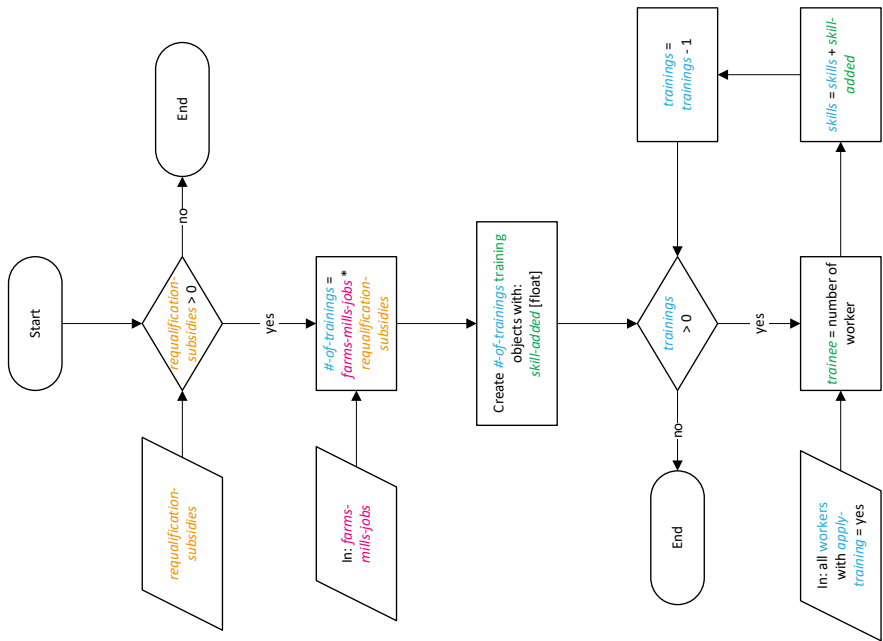 Start
requalification-
subsidies > 0
no
End
requalification-
subsidies
yes
#-of-trainings =
farms-mills-jobs *
requalification-
subsidies
In: farms-
mills-jobs
Create #-of-trainings training
objects with:
skill-added [float]
trainings
> 0
no
End
yes
trainings =
trainings - 1
In: all workers
with apply-
training = yes
trainee = number of
worker
skills = skills + skill-
added